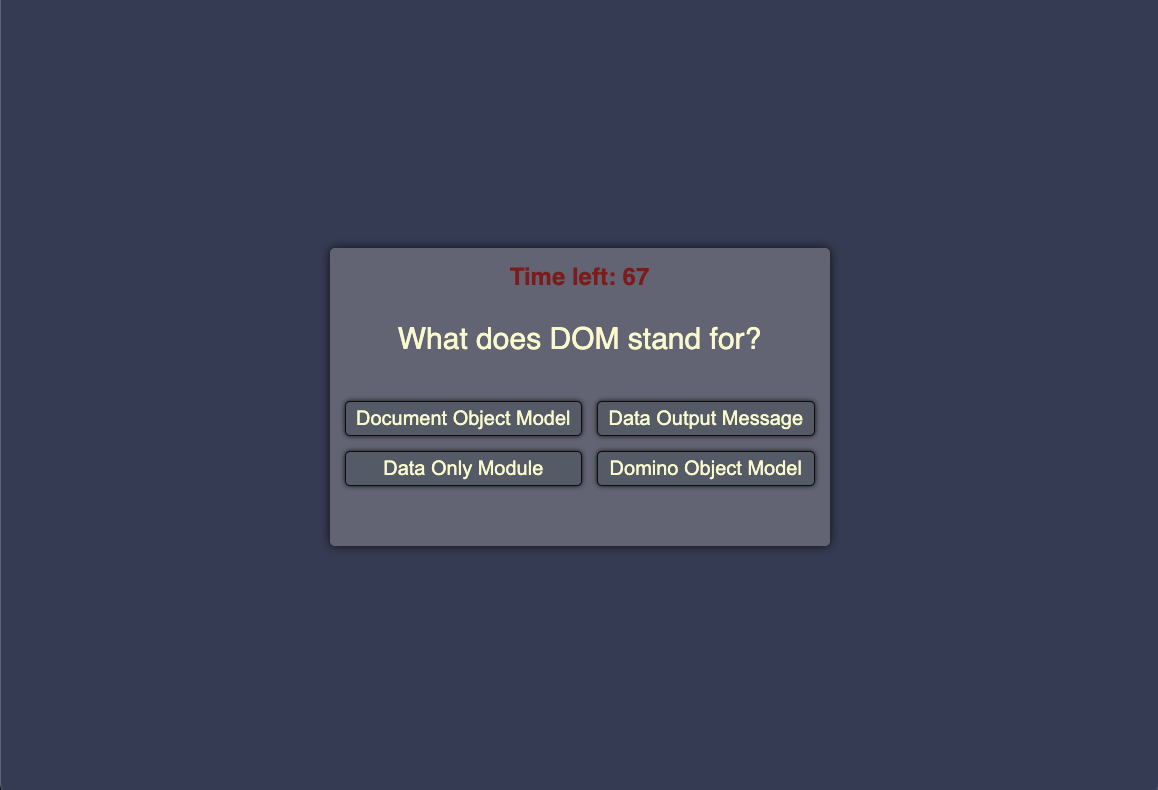 Time left: 67
What does DOM stand for?
Document Object Model
Data Output Message
Data Only Module
Domino Object Model